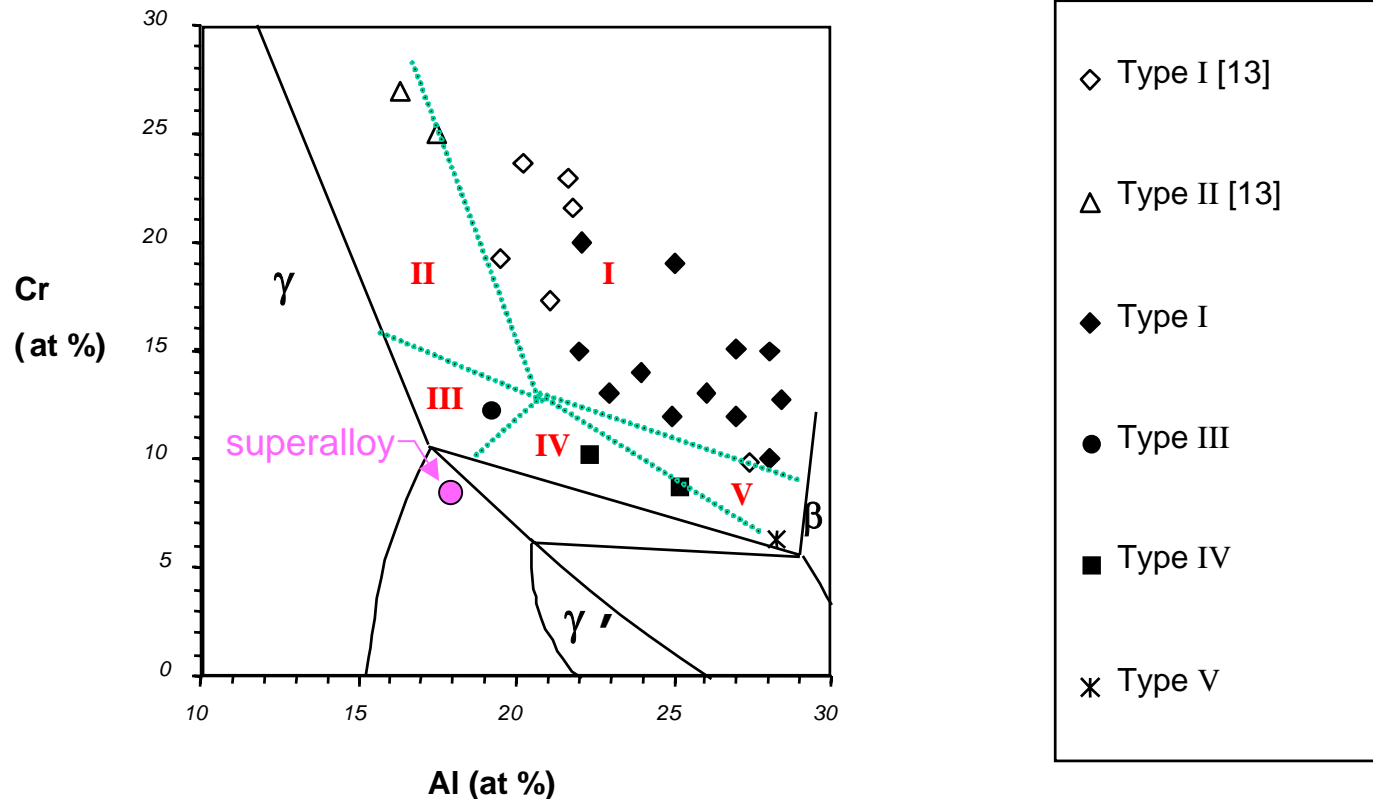 30
25
20
15
10
5
0
10
15
20
25
30
Cr
(at %)
Al (at %)
γ
II
I
III
IV
V
superalloy
β
γ ′
Type I [13]
Type II [13]
Type I
Type III
Type IV
Type V